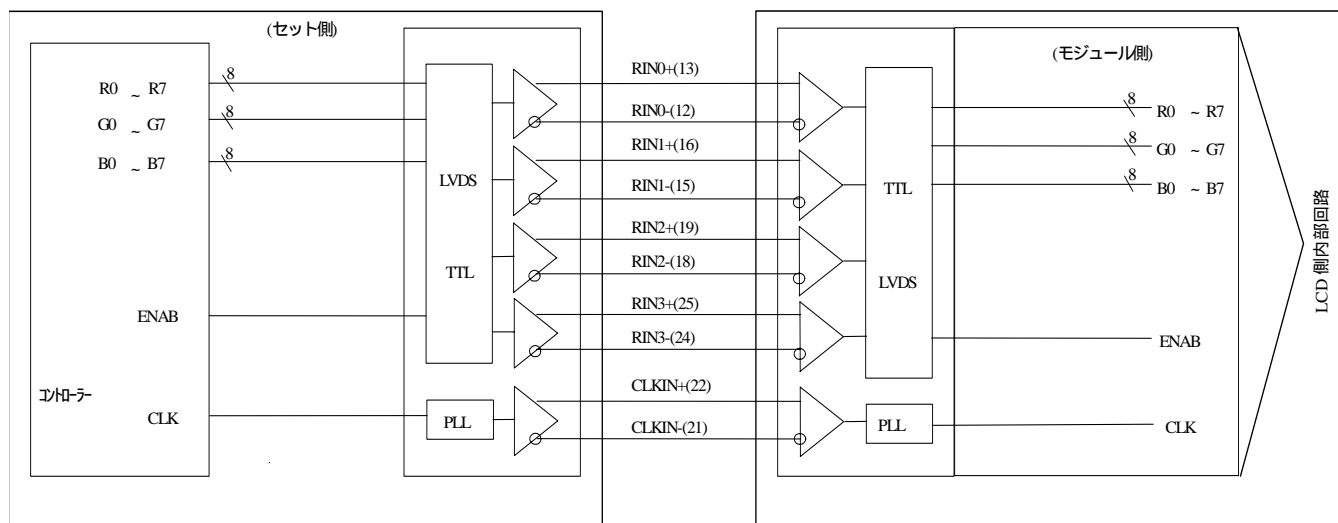 (セット側)
(モジュール側)
R0 ~ R7
G0 ~ G7
B0 ~ B7
ENAB
CLK
コントローラー
8
8
8
LVDS
TTL
PLL
RIN0+(13)
RIN0-(12)
RIN1+(16)
RIN1-(15)
RIN2+(19)
RIN2-(18)
RIN3+(25)
RIN3-(24)
CLKIN+(22)
CLKIN-(21)
TTL
LVDS
PLL
8
8
8
R0 ~ R7
G0 ~ G7
B0 ~ B7
ENAB
CLK
LCD 側内部回路